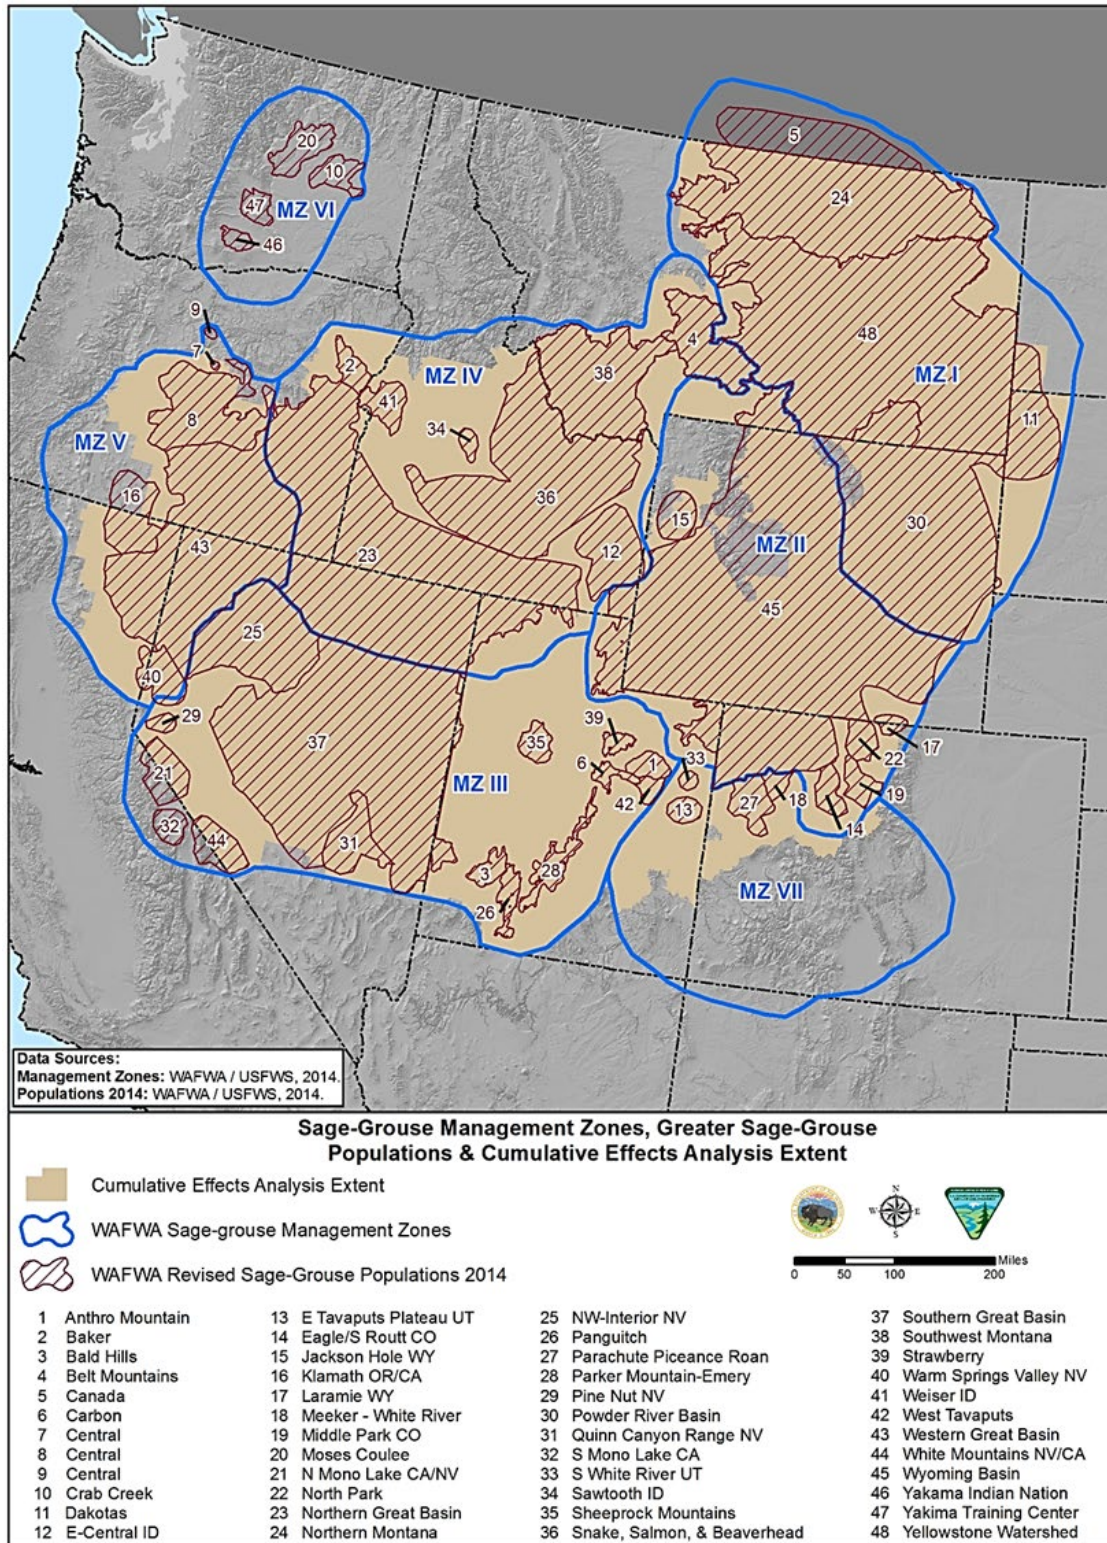 20
10
47
MZ VI
46
5
24
9
7
2
MZ IV
38
4
48
MZ I
41
8
34
11
MZ V
16
36
15
30
43
23
12
MZ II
45
25
40
29
39
35
37
6
1
33
17
22
21
MZ III
42
13
27
18
19
14
32
44
31
3
28
MZ VII
26
Data Sources:
Management Zones: WAFWA / USFWS, 2014.
Populations 2014: WAFWA / USFWS, 2014.
Sage-Grouse Management Zones, Greater Sage-Grouse
Populations & Cumulative Effects Analysis Extent
Cumulative Effects Analysis Extent
WAFWA Sage-grouse Management Zones
WAFWA Revised Sage-Grouse Populations 2014
N
W E
S
Miles
0 50 100 200
1 Anthro Mountain
2 Baker
3 Bald Hills
4 Belt Mountains
5 Canada
6 Carbon
7 Central
8 Central
9 Central
10 Crab Creek
11 Dakotas
12 E-Central ID
13 E Tavaputs Plateau UT
14 Eagle/S Routt CO
15 Jackson Hole WY
16 Klamath OR/CA
17 Laramie WY
18 Meeker - White River
19 Middle Park CO
20 Moses Coulee
21 N Mono Lake CA/NV
22 North Park
23 Northern Great Basin
24 Northern Montana
25 NW-Interior NV
26 Panguitch
27 Parachute Piceance Roan
28 Parker Mountain-Emery
29 Pine Nut NV
30 Powder River Basin
31 Quinn Canyon Range NV
32 S Mono Lake CA
33 S White River UT
34 Sawtooth ID
35 Sheeprock Mountains
36 Snake, Salmon, & Beaverhead
37 Southern Great Basin
38 Southwest Montana
39 Strawberry
40 Warm Springs Valley NV
41 Weiser ID
42 West Tavaputs
43 Western Great Basin
44 White Mountains NV/CA
45 Wyoming Basin
46 Yakama Indian Nation
47 Yakima Training Center
48 Yellowstone Watershed